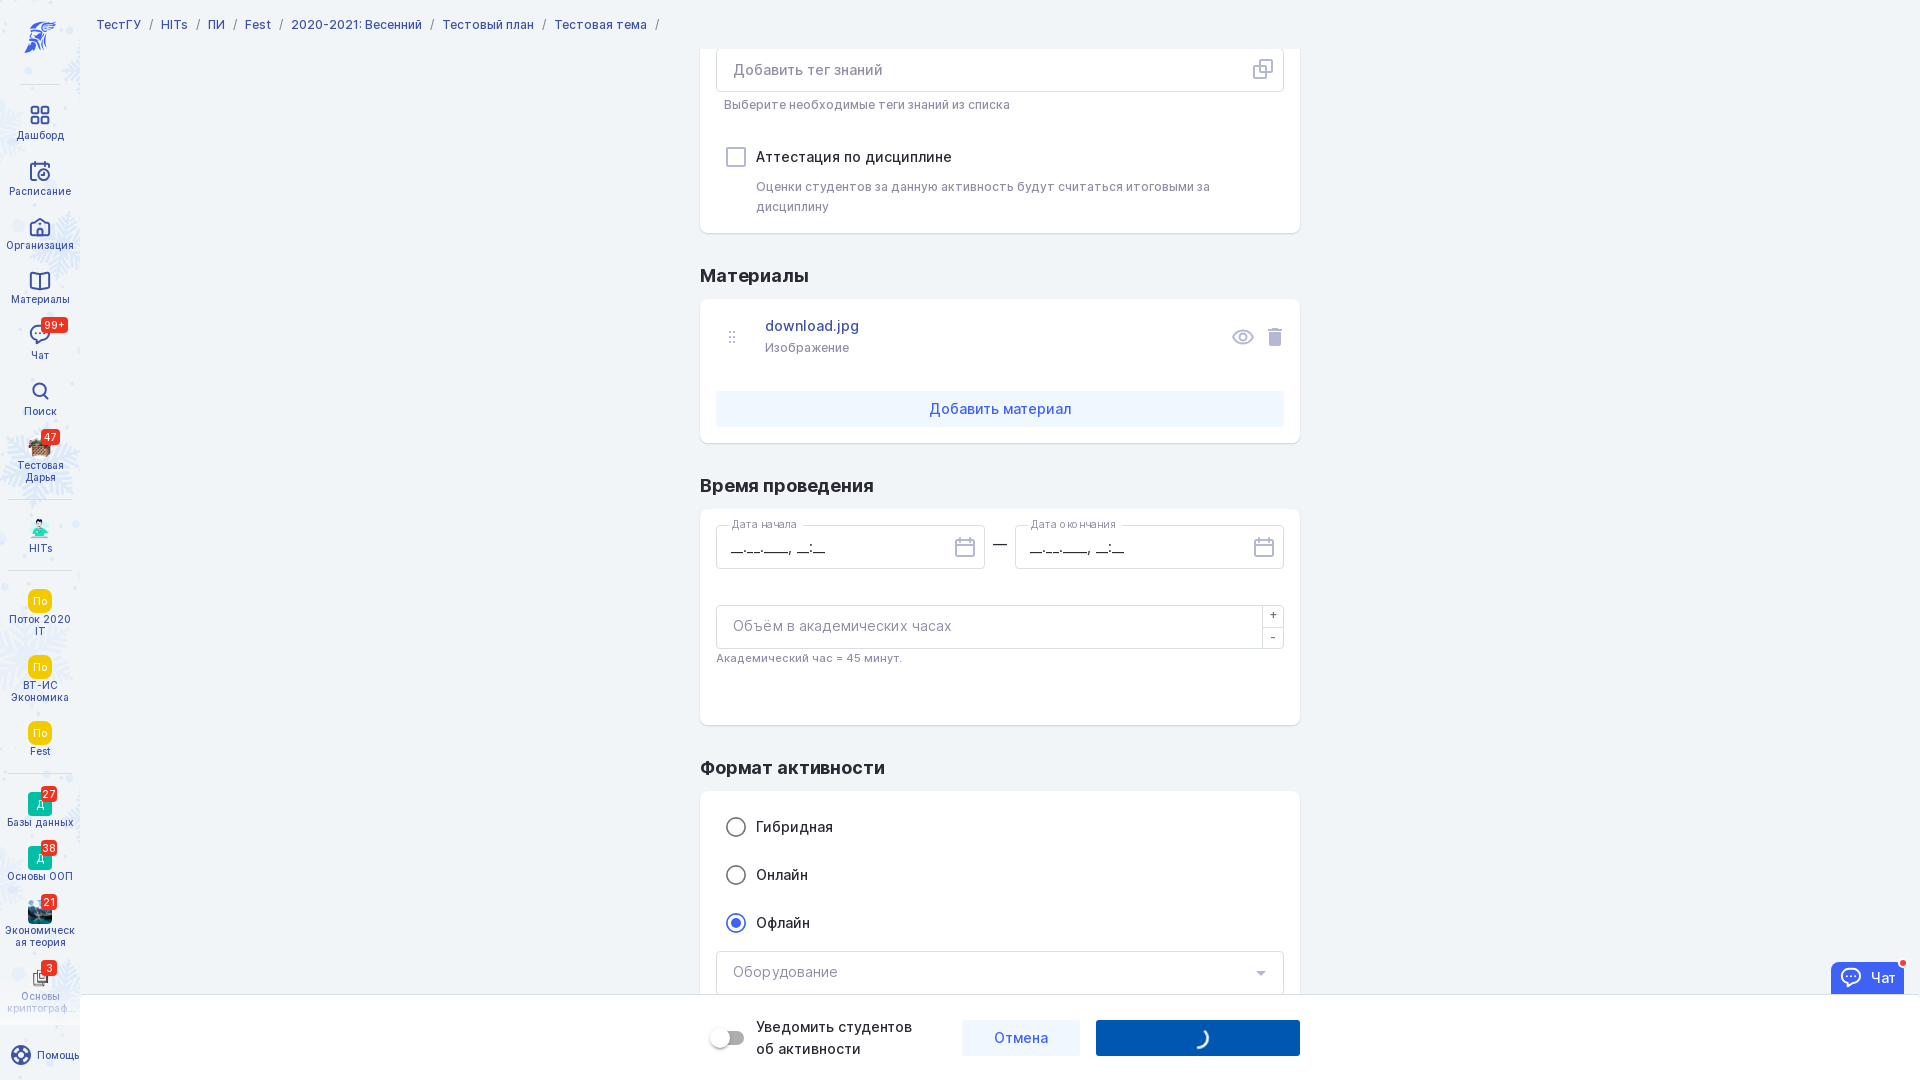 ТестГУ / HITs / ПИ / Fest / 2020-2021: Весенний / Тестовый план / Тестовая тема /
Дашборд
Расписание
Организация
Материалы
99+
Чат
Поиск
47
Тестовая
Дарья
HITs
По
Поток 2020
IT
По
ВТ-ИС
Экономика
По
Fest
27
Д
Базы данных
38
Д
Основы ООП
21
Экономическ
ая теория
3
Основы
криптограф...
Помощь
Добавить тег знаний
Выберите необходимые теги знаний из списка
Аттестация по дисциплине
Оценки студентов за данную активность будут считаться итоговыми за
дисциплину
Материалы
download.jpg
Изображение
Добавить материал
Время проведения
Дата начала
__.__.____, __:__
—
Дата окончания
__.__.____, __:__
Объём в академических часах
+
-
Академический час = 45 минут.
Формат активности
Гибридная
Онлайн
Офлайн
Оборудование
Чат
Уведомить студентов
об активности
Отмена